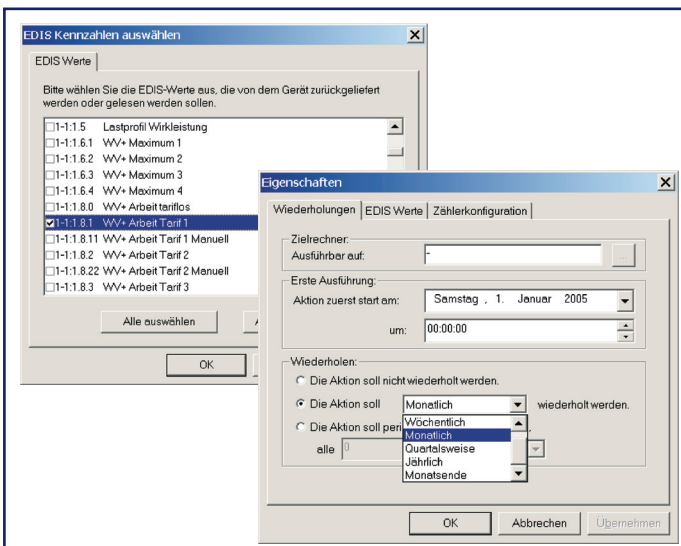 EDIS Kennzahlen auswählen
EDIS Werte
Bitte wählen Sie die EDIS-Werte aus, die von dem Gerät zurückgeliefert
werden oder gelesen werden sollen.
1-1:1.5 Lastprofil Wirkleistung
1-1:1.6.1 WV+ Maximum 1
1-1:1.6.2 WV+ Maximum 2
1-1:1.6.3 WV+ Maximum 3
1-1:1.6.4 WV+ Maximum 4
1-1:1.8.0 WV+ Arbeit tariflos
1-1:1.8.1 WV+ Arbeit Tarif 1
1-1:1.8.11 WV+ Arbeit Tarif 1 Manuell
1-1:1.8.2 WV+ Arbeit Tarif 2
1-1:1.8.22 WV+ Arbeit Tarif 2 Manuell
1-1:1.8.3 WV+ Arbeit Tarif 3
Alle auswählen
OK
Eigenschaften
Wiederholungen EDIS Werte Zählerkonfiguration
Zielrechner:
Ausführbar auf: -
...
Erste Ausführung:
Aktion zuerst start am: Samstag , 1. Januar 2005
um: 00:00:00
Wiederholen:
Die Aktion soll nicht wiederholt werden.
Die Aktion soll Monatlich wiederholt werden.
Die Aktion soll peri
Wöchentlich
Monatlich
Quartalsweise
Jährlich
Monatsende
alle 0
OK Abbrechen Übernehmen